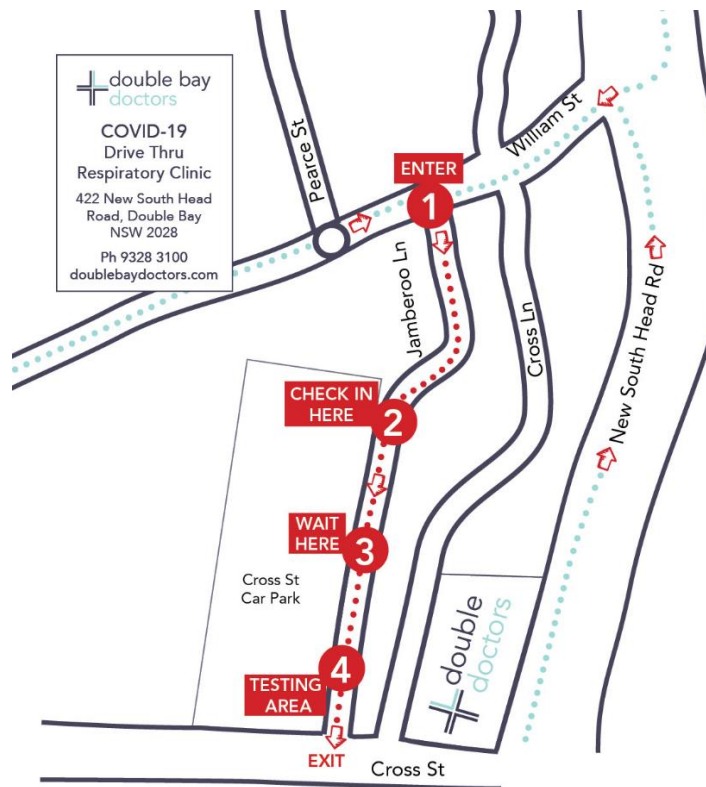 double bay
doctors
COVID-19
Drive Thru
Respiratory Clinic
422 New South Head
Road, Double Bay
NSW 2028
Ph 9328 3100
doublebaydoctors.com
Pearce St
William St
ENTER
1
Jamberoo Ln
Cross Ln
New South Head Rd
CHECK IN
HERE
2
WAIT
HERE
3
Cross St
Car Park
4
TESTING
AREA
double
doctors
EXIT
Cross St